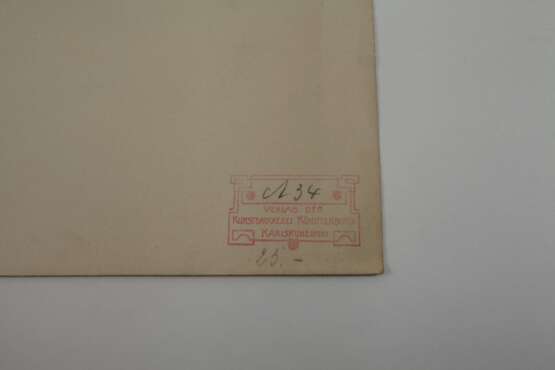 A 34
VERLAG DER
KUNSTDRUCKEREI KÜNSTLERBUND
KARLSRUHE
25.–